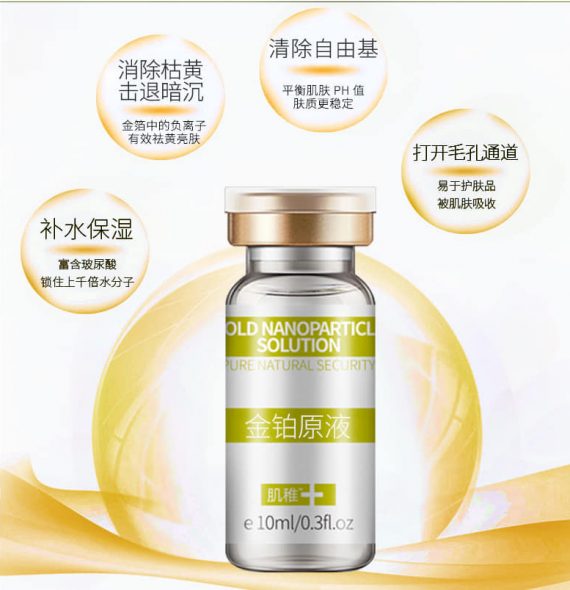 消除枯黄
击退暗沉
金箔中的负离子
有效祛黄亮肤
清除自由基
平衡肌肤 PH 值
肤质更稳定
打开毛孔通道
易于护肤品
被肌肤吸收
补水保湿
富含玻尿酸
锁住上千倍水分子
OLD NANOPARTICL
SOLUTION
PURE NATURAL SECURITY
金铂原液
肌稚™
e 10ml/0.3fl.oz